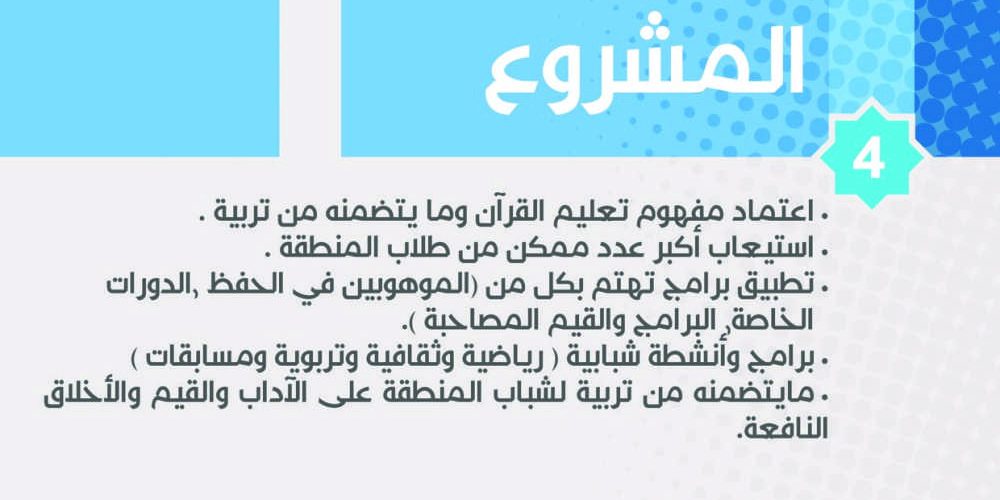 المشروع
4
• اعتماد مفهوم تعليم القرآن وما يتضمنه من تربية .
• استيعاب أكبر عدد ممكن من طلاب المنطقة .
• تطبيق برامج تهتم بكل من (الموهوبين في الحفظ ,الدورات
الخاصة, البرامج والقيم المصاحبة ).
• برامج وأنشطة شبابية ( رياضية وثقافية وتربوية ومسابقات )
• مايتضمنه من تربية لشباب المنطقة على الآداب والقيم والأخلاق
النافعة.